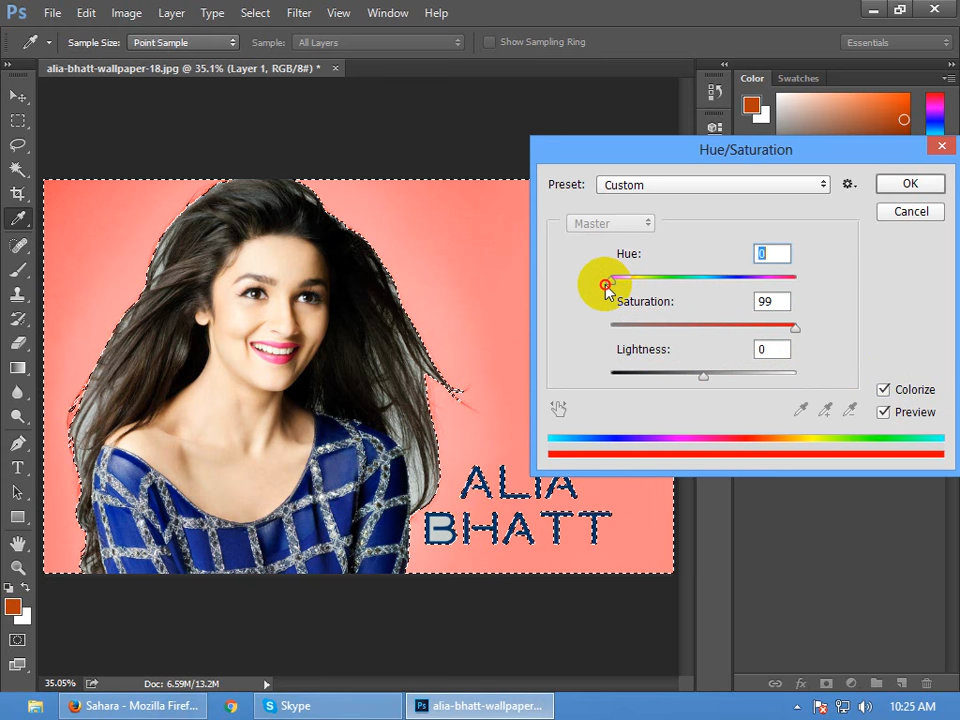 Ps File Edit Image Layer Type Select Filter View Window Help
Sample Size: Point Sample Sample: All Layers Show Sampling Ring Essentials
alia-bhatt-wallpaper-18.jpg @ 35.1% (Layer 1, RGB/8#) * ×
Color Swatches
Hue/Saturation
Preset: Custom OK
Cancel
Master
Hue: 0
Saturation: 99
Lightness: 0
Colorize
Preview
ALIA
BHATT
35.05% Doc: 6.59M/13.2M
fx
Sahara - Mozilla Firef... Skype Ps alia-bhatt-wallpaper... 10:25 AM